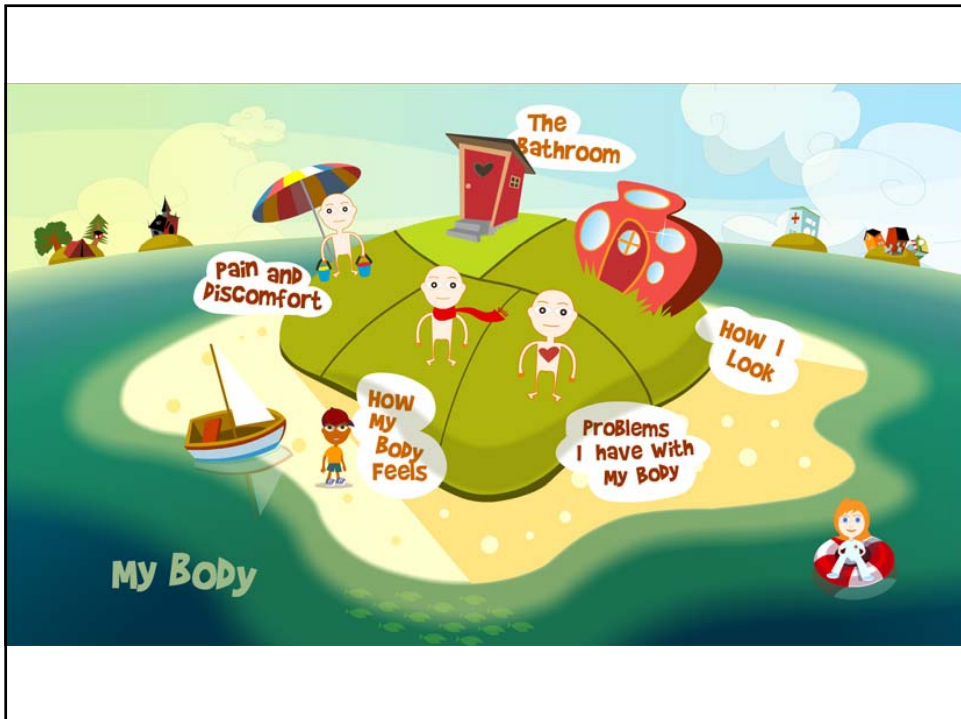 The
Bathroom
Pain and
Discomfort
How I
Look
How
My
Body
Feels
Problems
I have with
My Body
My Body